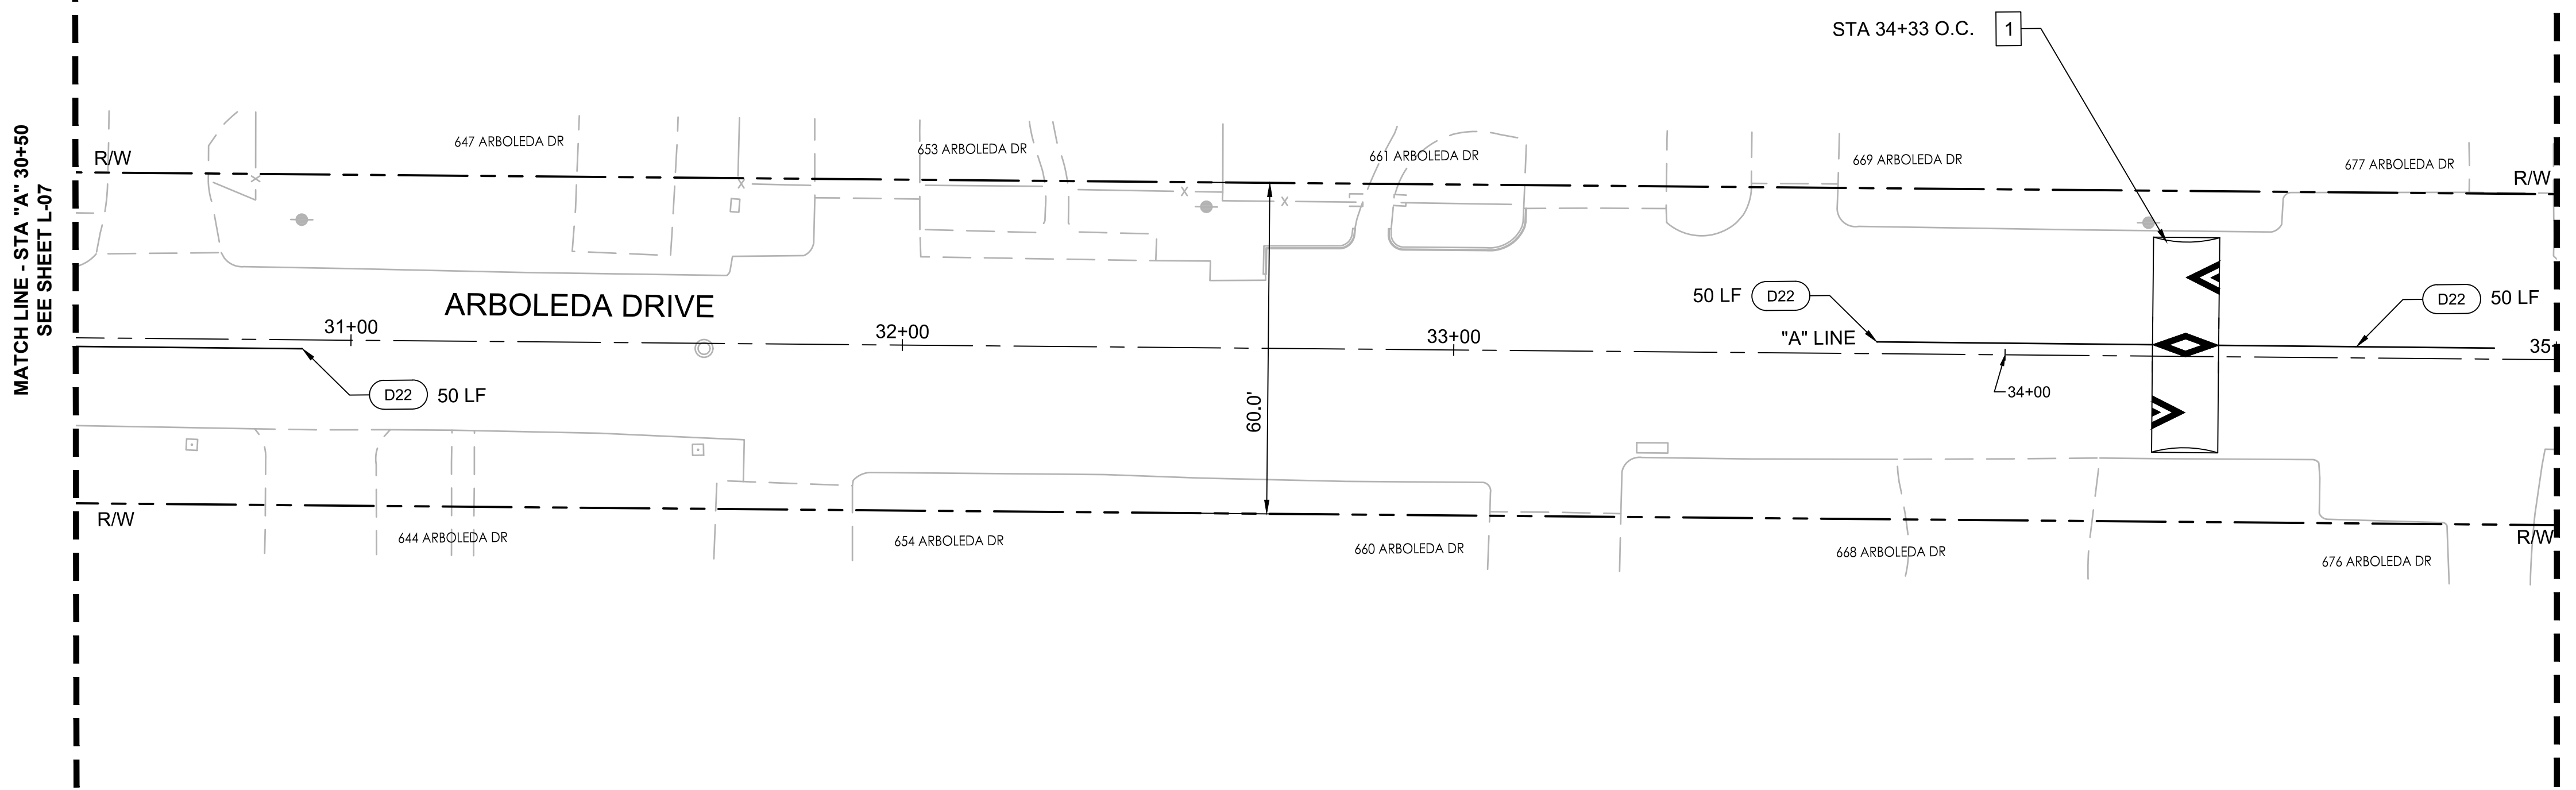 STA 34+33 O.C. 1
MATCH LINE - STA "A" 30+50
SEE SHEET L-07
647 ARBOLEDA DR
653 ARBOLEDA DR
661 ARBOLEDA DR
669 ARBOLEDA DR
677 ARBOLEDA DR
R/W
R/W
ARBOLEDA DRIVE
50 LF D22
D22 50 LF
31+00
32+00
33+00
"A" LINE
35+
34+00
D22 50 LF
60.0'
R/W
R/W
644 ARBOLEDA DR
654 ARBOLEDA DR
660 ARBOLEDA DR
668 ARBOLEDA DR
676 ARBOLEDA DR